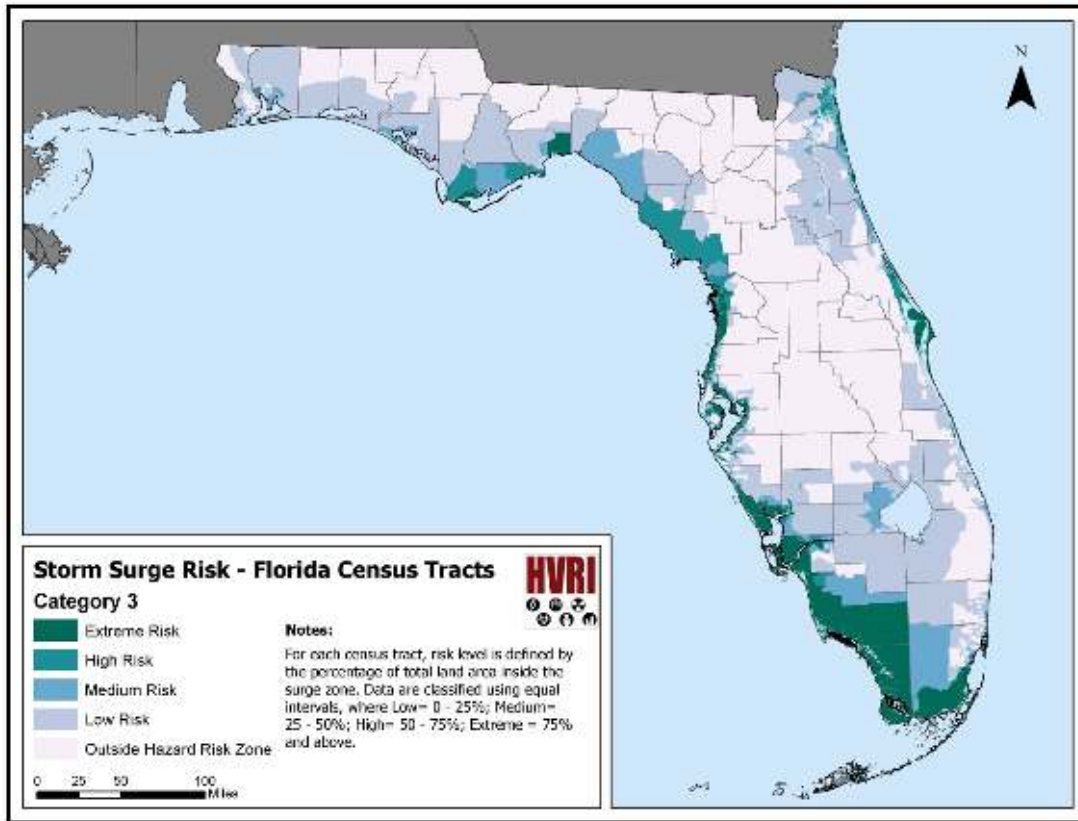 N
Storm Surge Risk - Florida Census Tracts
HVRI
Category 3
Extreme Risk
High Risk
Medium Risk
Low Risk
Outside Hazard Risk Zone
Notes:
For each census tract, risk level is defined by
the percentage of total land area inside the
surge zone. Data are classified using equal
intervals, where Low= 0 - 25%; Medium=
25 - 50%; High= 50 - 75%; Extreme = 75%
and above.
0 25 50 100
Miles